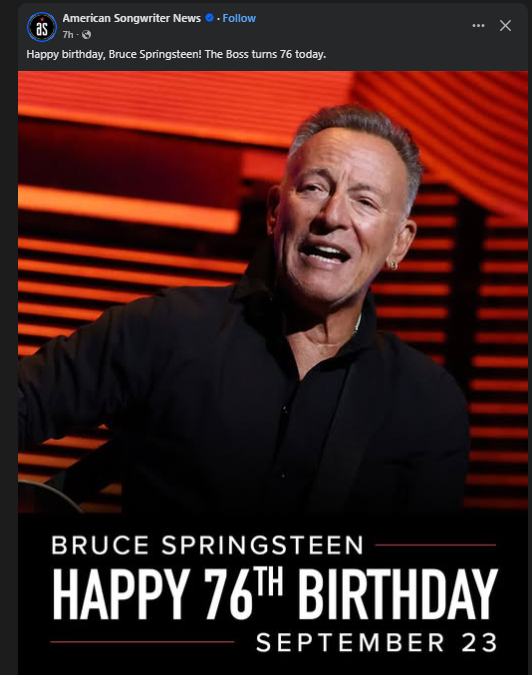 American Songwriter News · Follow
7h ·
Happy birthday, Bruce Springsteen! The Boss turns 76 today.
as
BRUCE SPRINGSTEEN
HAPPY 76TH BIRTHDAY
SEPTEMBER 23